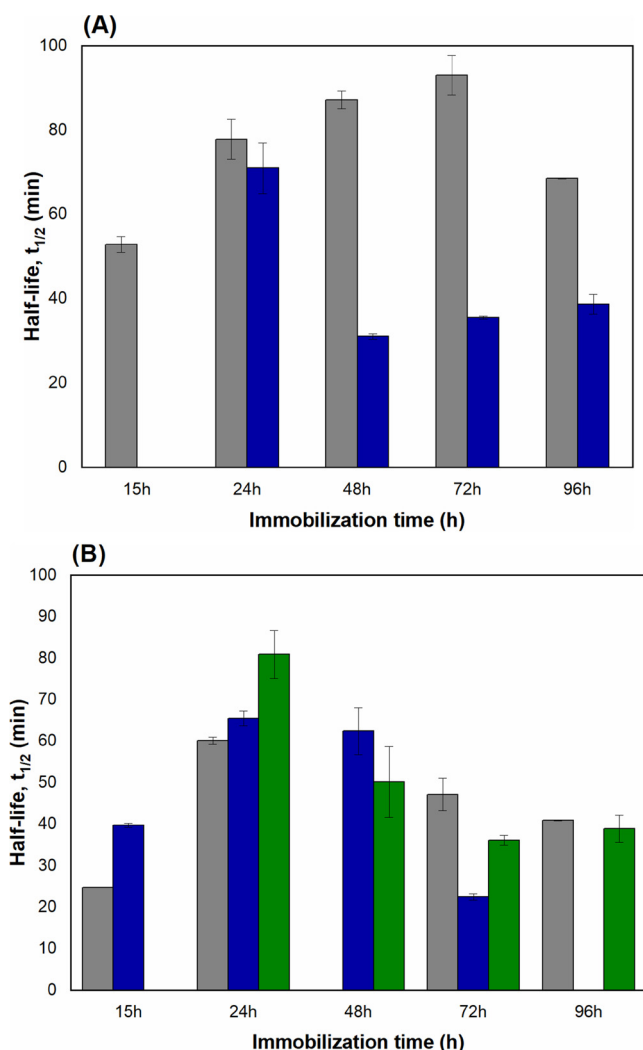 (A)
100
80
60
40
20
0
Half-life, t1/2 (min)
15h 24h 48h 72h 96h
Immobilization time (h)
(B)
100
90
80
70
60
50
40
30
20
10
0
Half-life, t1/2 (min)
15h 24h 48h 72h 96h
Immobilization time (h)